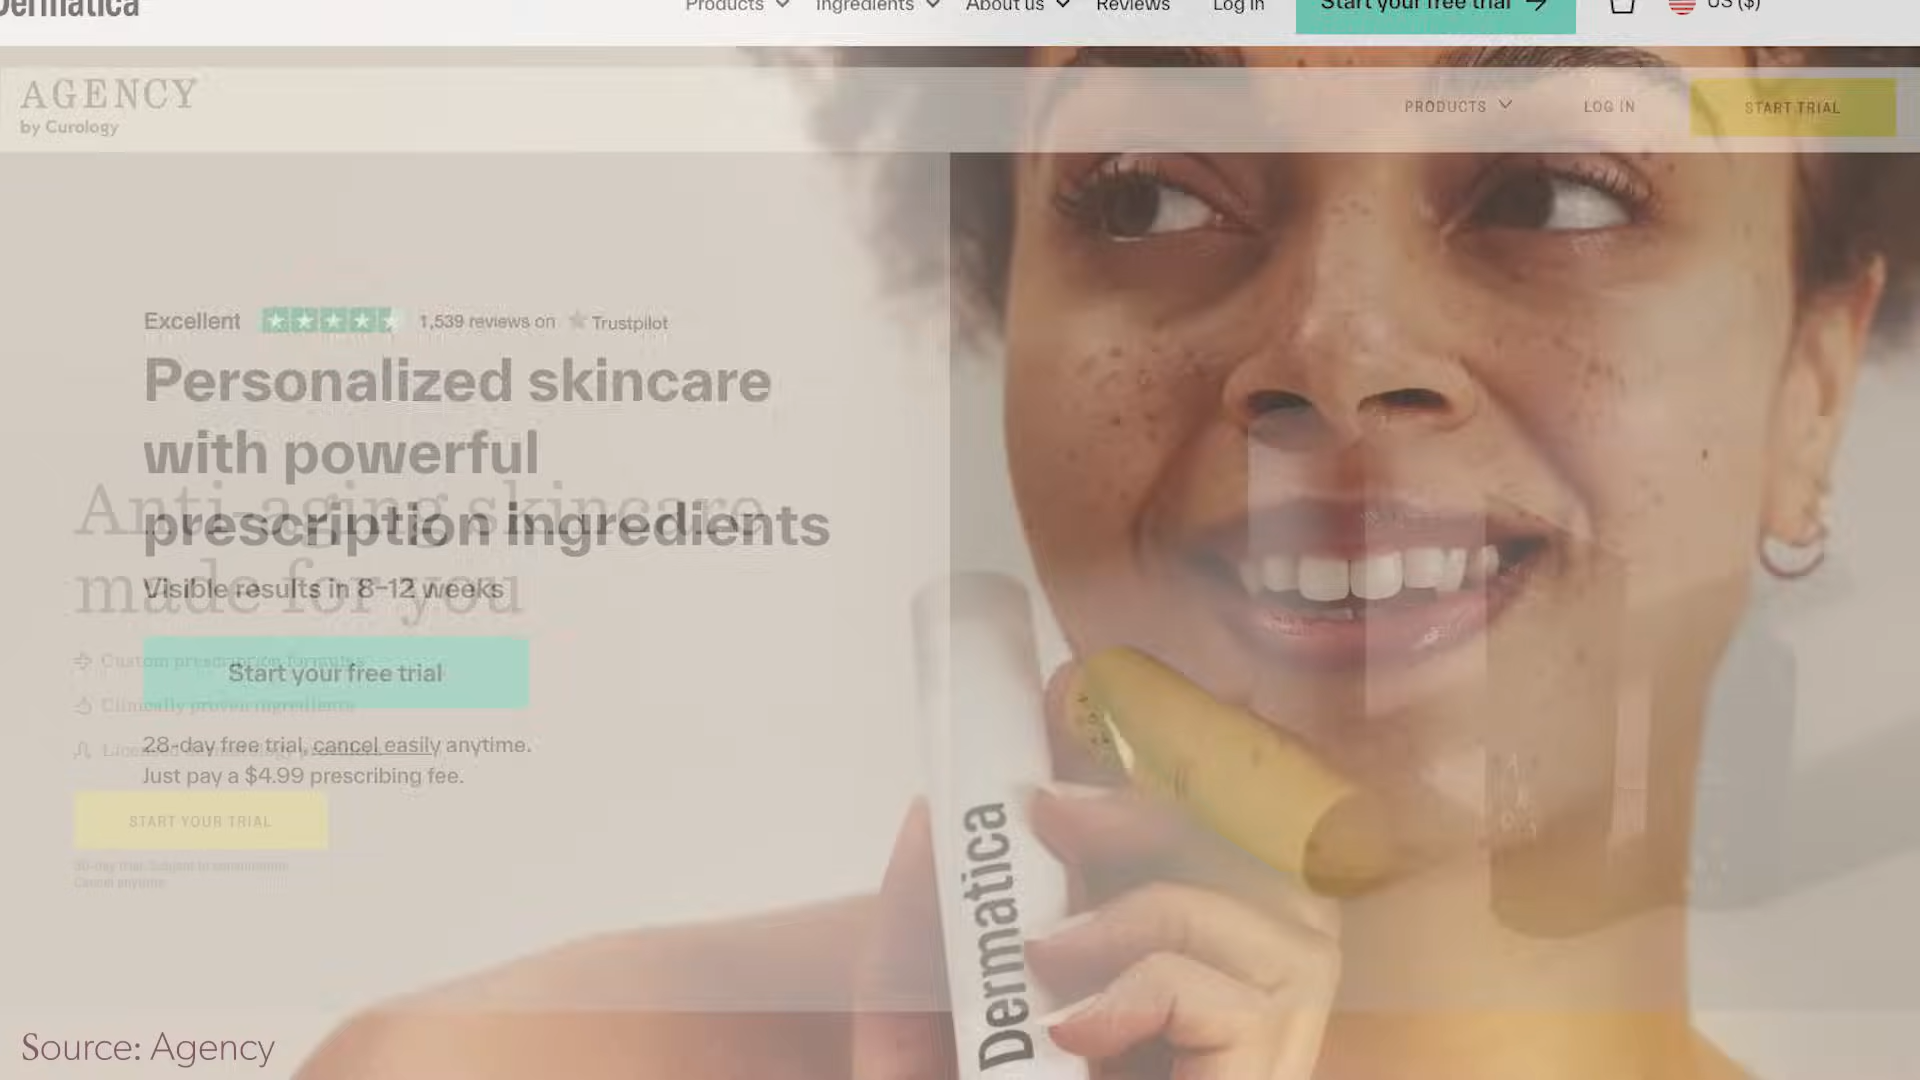 Dermatica
Products Ingredients About us Reviews Log in Start your free trial → US ($)
AGENCY
by Curology
PRODUCTS LOG IN START TRIAL
Excellent 1,539 reviews on Trustpilot
Personalized skincare
with powerful
prescription ingredients
Anti-aging skincare
made for you
Visible results in 8-12 weeks
Custom prescription formulas
Start your free trial
Clinically proven ingredients
28-day free trial, cancel easily anytime.
Just pay a $4.99 prescribing fee.
START YOUR TRIAL
Cancel anytime.
Dermatica
Source: Agency